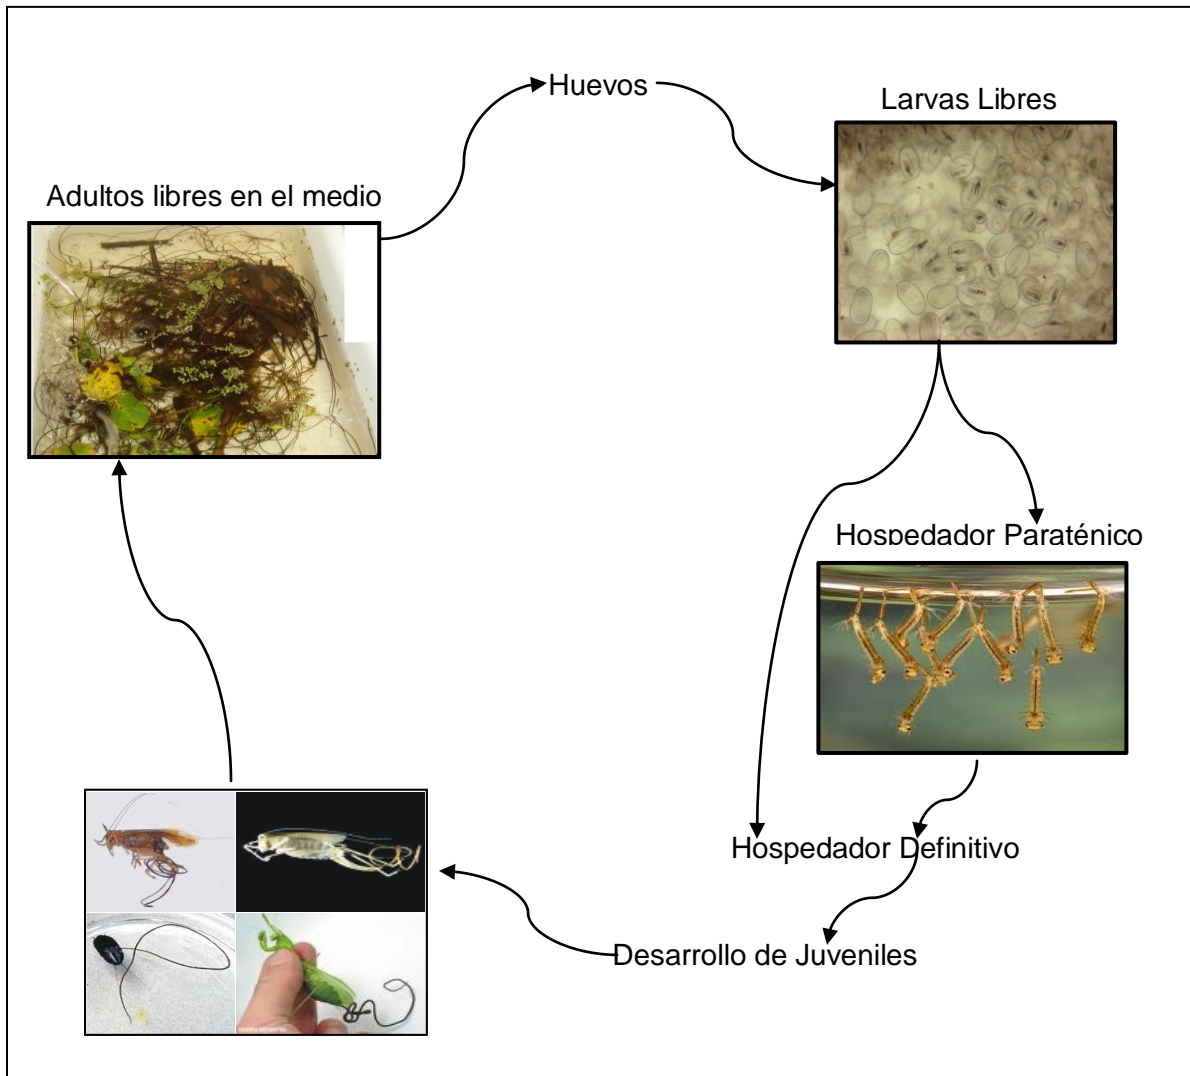 Huevos
Larvas Libres
Adultos libres en el medio
Hospedador Paraténico
Hospedador Definitivo
Desarrollo de Juveniles